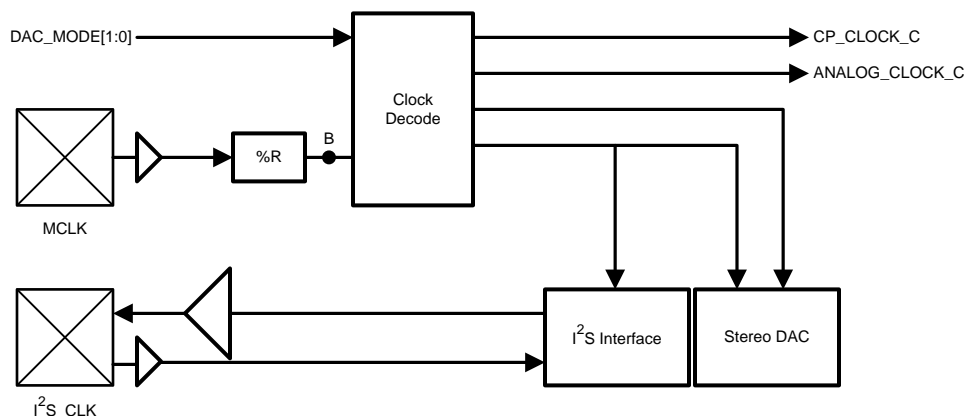 DAC_MODE[1:0]
CP_CLOCK_C
ANALOG_CLOCK_C
Clock
Decode
%R
B
MCLK
I²S Interface
Stereo DAC
I²S_CLK